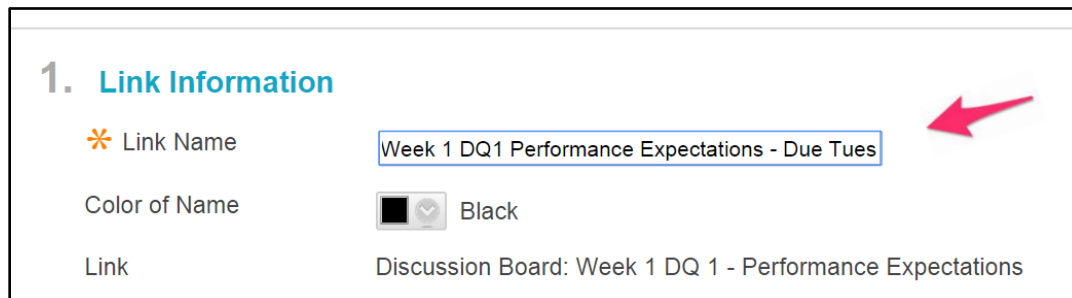 1. Link Information
* Link Name Week 1 DQ1 Performance Expectations - Due Tues
Color of Name Black
Link Discussion Board: Week 1 DQ 1 - Performance Expectations